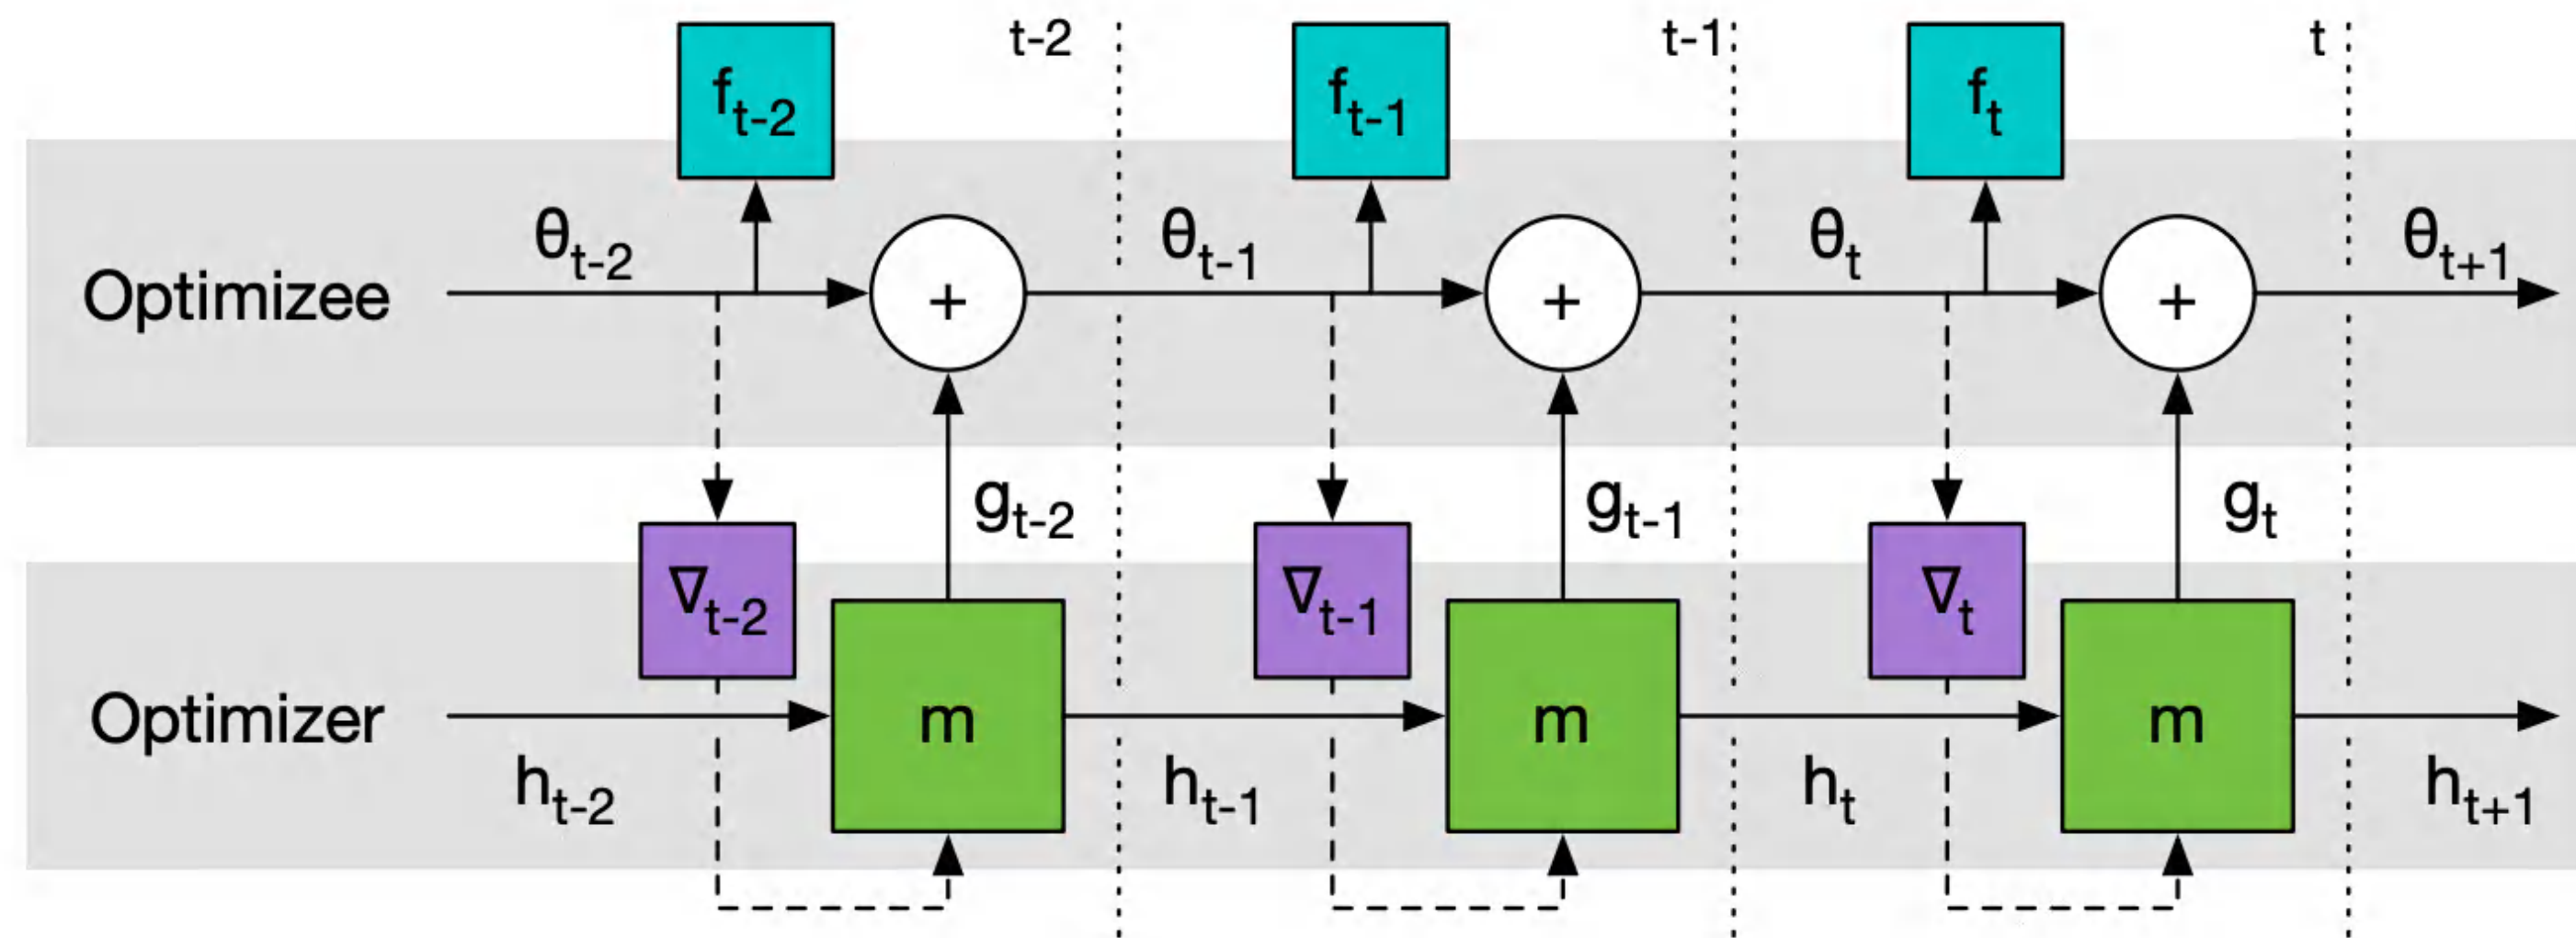 t-2 t-1 t
f_{t-2} f_{t-1} f_t
θ_{t-2} θ_{t-1} θ_t θ_{t+1}
Optimizee + + +
g_{t-2} g_{t-1} g_t
∇_{t-2} ∇_{t-1} ∇_t
Optimizer m m m
h_{t-2} h_{t-1} h_t h_{t+1}